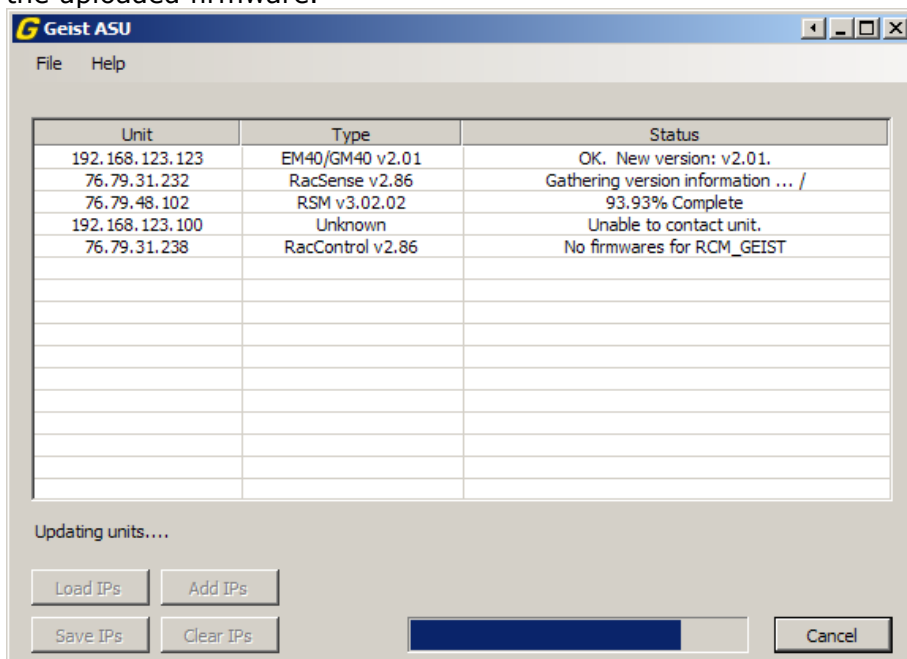 the uploaded firmware.
Geist ASU
File Help
Unit Type Status
192.168.123.123 EM40/GM40 v2.01 OK. New version: v2.01.
76.79.31.232 RacSense v2.86 Gathering version information ... /
76.79.48.102 RSM v3.02.02 93.93% Complete
192.168.123.100 Unknown Unable to contact unit.
76.79.31.238 RacControl v2.86 No firmwares for RCM_GEIST
Updating units....
Load IPs Add IPs
Save IPs Clear IPs Cancel